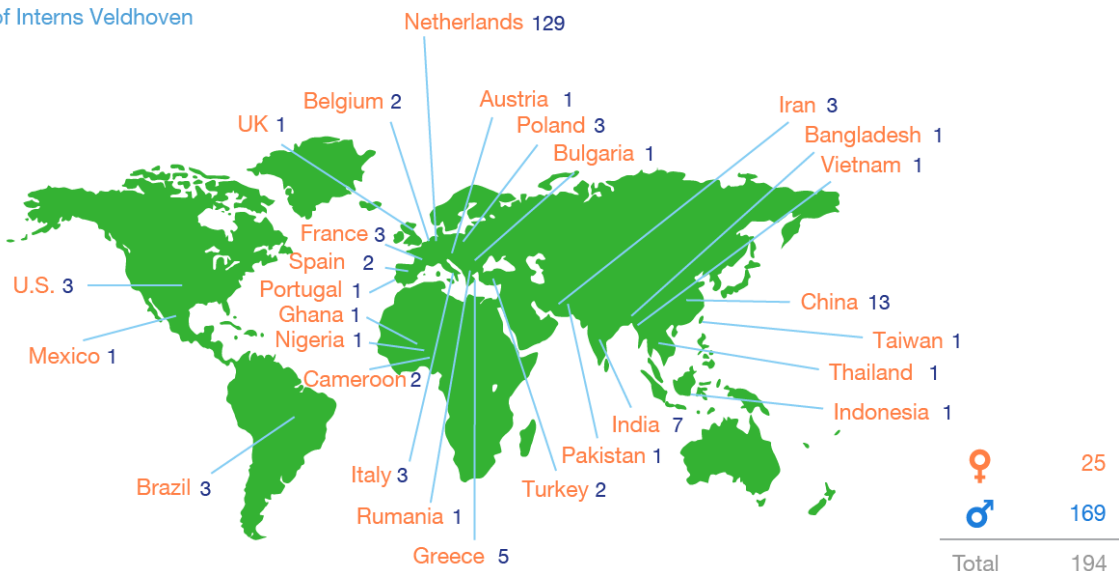 of Interns Veldhoven
Netherlands 129
Belgium 2
Austria 1
Iran 3
UK 1
Poland 3
Bangladesh 1
Bulgaria 1
Vietnam 1
France 3
Spain 2
U.S. 3
Portugal 1
China 13
Ghana 1
Nigeria 1
Taiwan 1
Mexico 1
Cameroon 2
Thailand 1
Indonesia 1
India 7
Pakistan 1
♀ 25
Italy 3
Brazil 3
Turkey 2
Rumania 1
♂ 169
Greece 5
Total 194